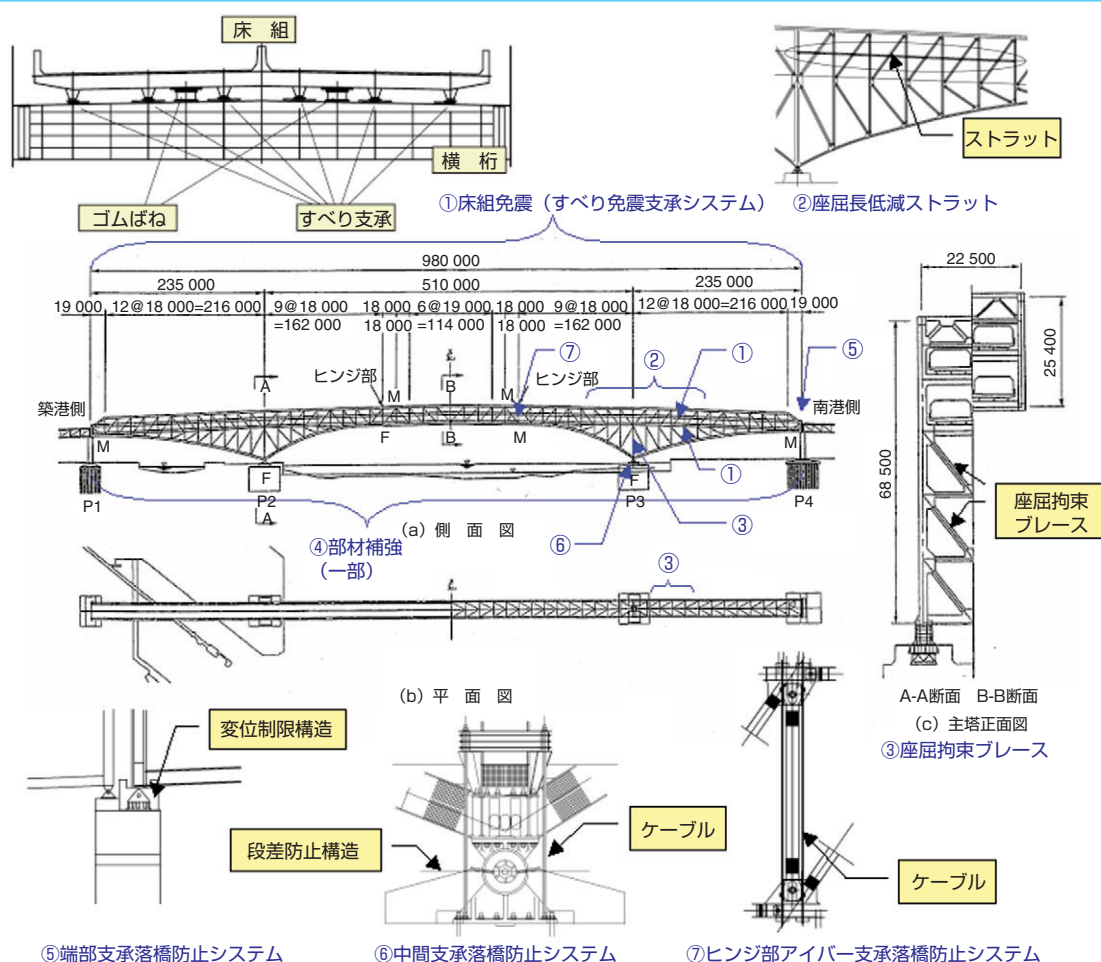 床 組
横 桁
ゴムばね
すべり支承
ストラット
①床組免震（すべり免震支承システム）
②座屈長低減ストラット
980 000
235 000
510 000
235 000
19 000
12@18 000=216 000
9@18 000
=162 000
18 000
18 000
6@19 000
=114 000
18 000
18 000
9@18 000
=162 000
12@18 000=216 000
19 000
⑦
②
①
⑤
ヒンジ部
ヒンジ部
A
B
M
M
築港側
南港側
M
F
B
M
M
①
F
F
P1
P2
P3
P4
A
(a) 側 面 図
④部材補強
（一部）
⑥
③
③
22 500
25 400
68 500
座屈拘束
ブレース
A-A断面 B-B断面
(c) 主塔正面図
③座屈拘束ブレース
(b) 平 面 図
変位制限構造
段差防止構造
ケーブル
ケーブル
⑤端部支承落橋防止システム
⑥中間支承落橋防止システム
⑦ヒンジ部アイバー支承落橋防止システム